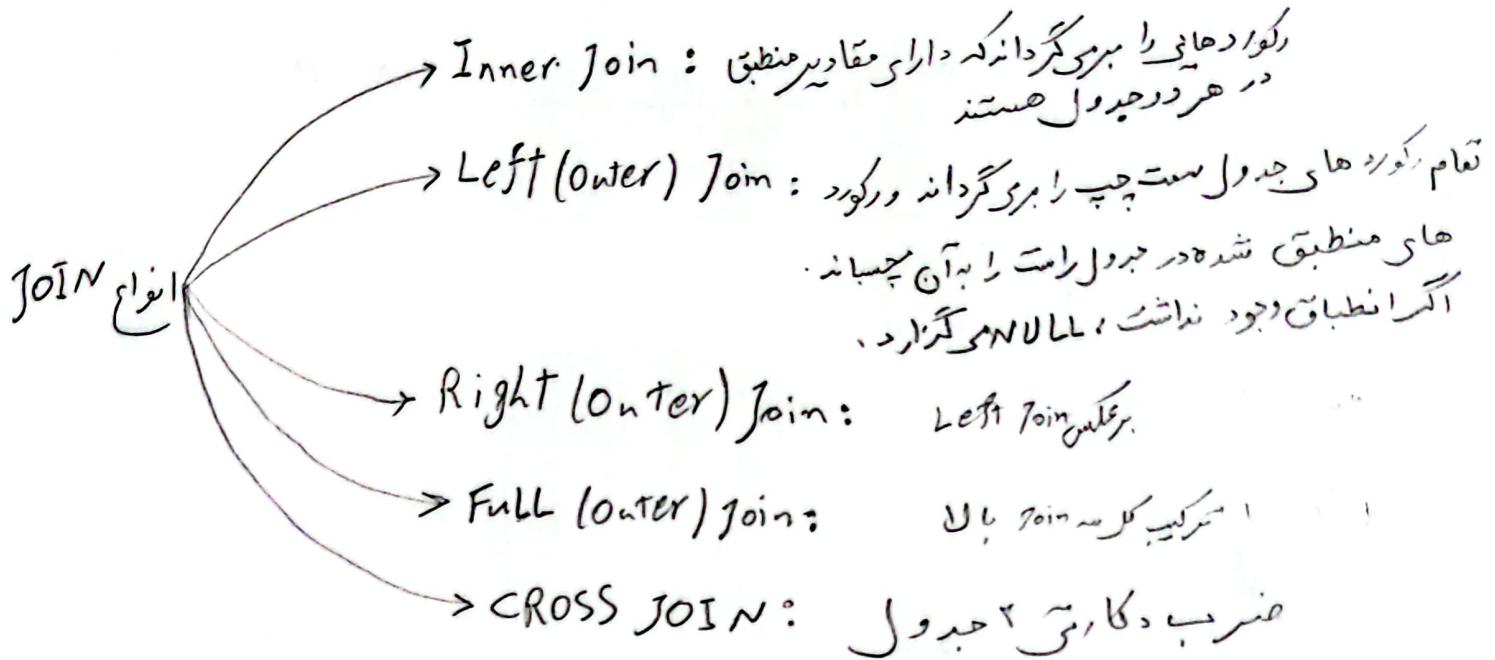 انواع JOIN
Inner Join : رکوردهایی را برمی‌گرداند که دارای مقادیر منطبق
در هر دو جدول هستند
Left (Outer) Join : تمام رکورد های جدول سمت چپ را برمی‌گرداند و رکورد
های منطبق شده در جدول راست را به آن می‌چسباند.
اگر انطباق وجود نداشت، NULL می‌گزارد.
Right (Outer) Join : برعکس Left Join
Full (Outer) Join : ترکیب کل سه Join بالا
CROSS JOIN : ضرب دکارتی ۲ جدول